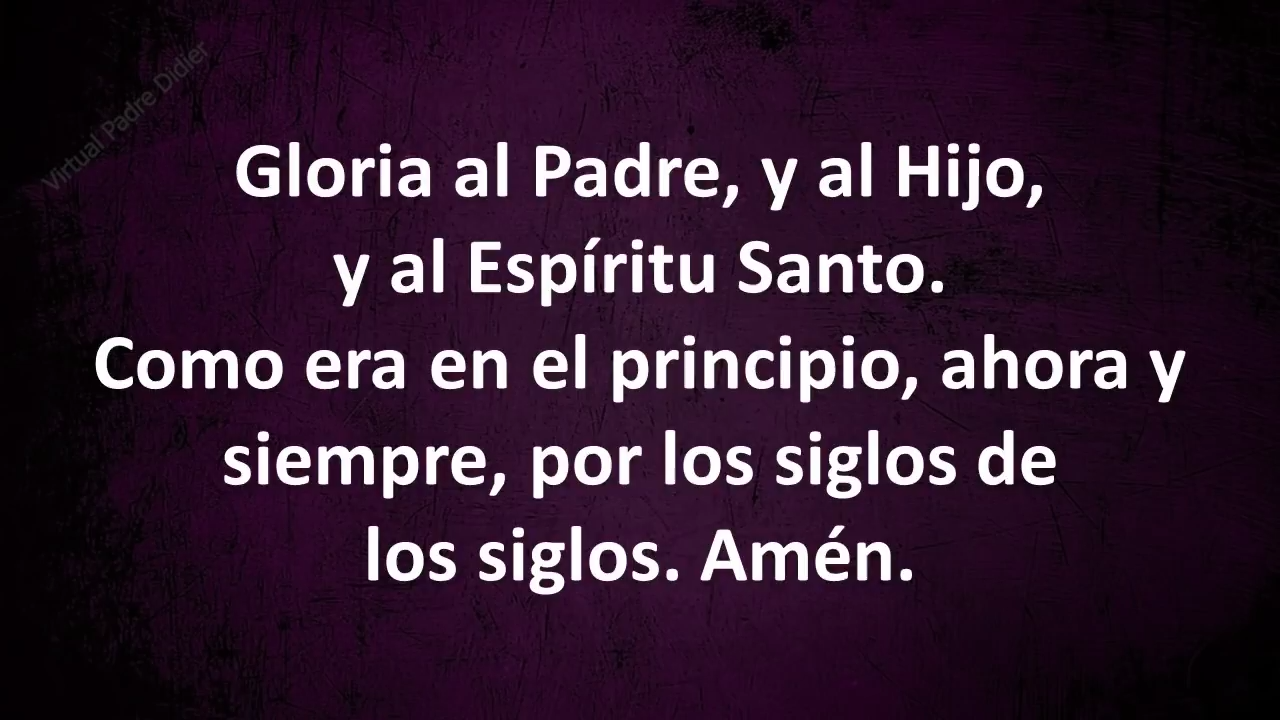 Virtual Padre Didier
Gloria al Padre, y al Hijo,
y al Espíritu Santo.
Como era en el principio, ahora y
siempre, por los siglos de
los siglos. Amén.